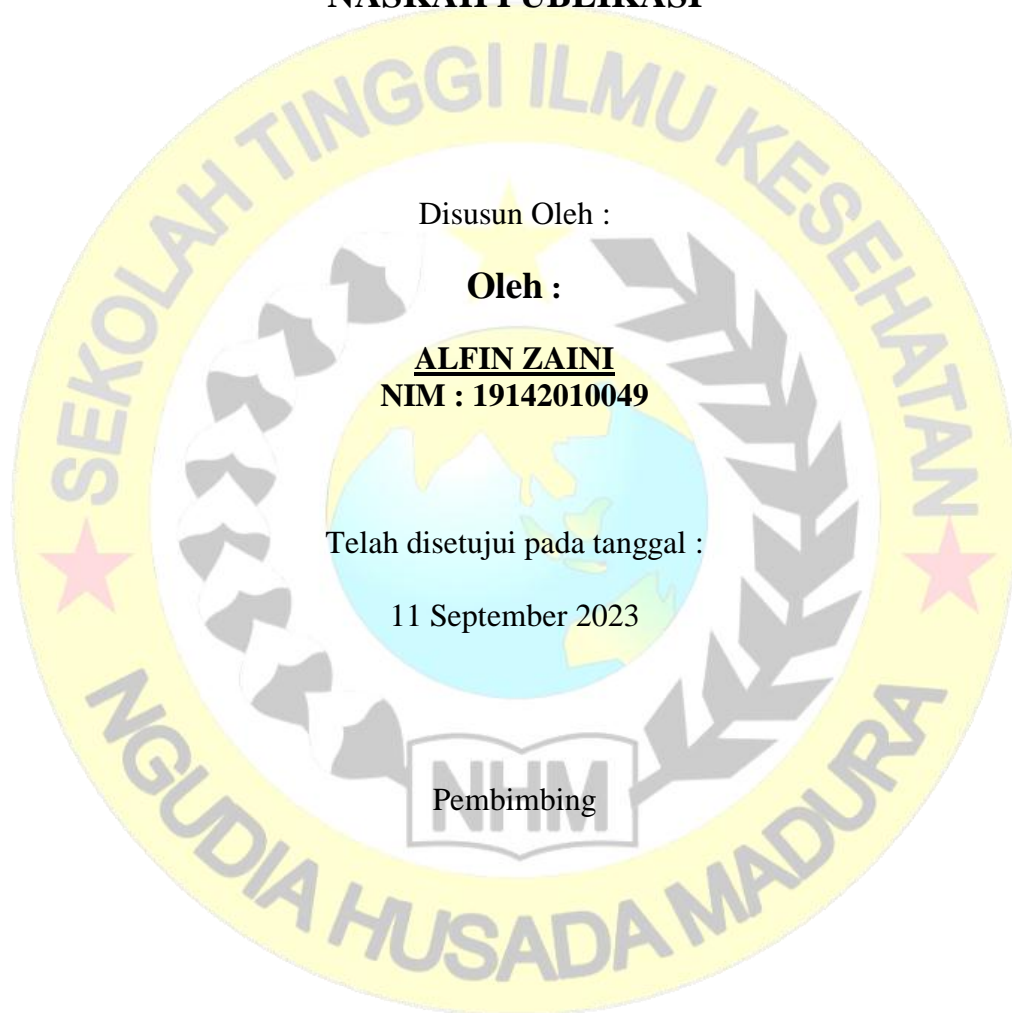 NASKAH PUBLIKASI
SEKOLAH TINGGI ILMU KESEHATAN
Disusun Oleh :
Oleh :
ALFIN ZAINI
NIM : 19142010049
Telah disetujui pada tanggal :
11 September 2023
Pembimbing
NHM
NGUDIA HUSADA MADURA